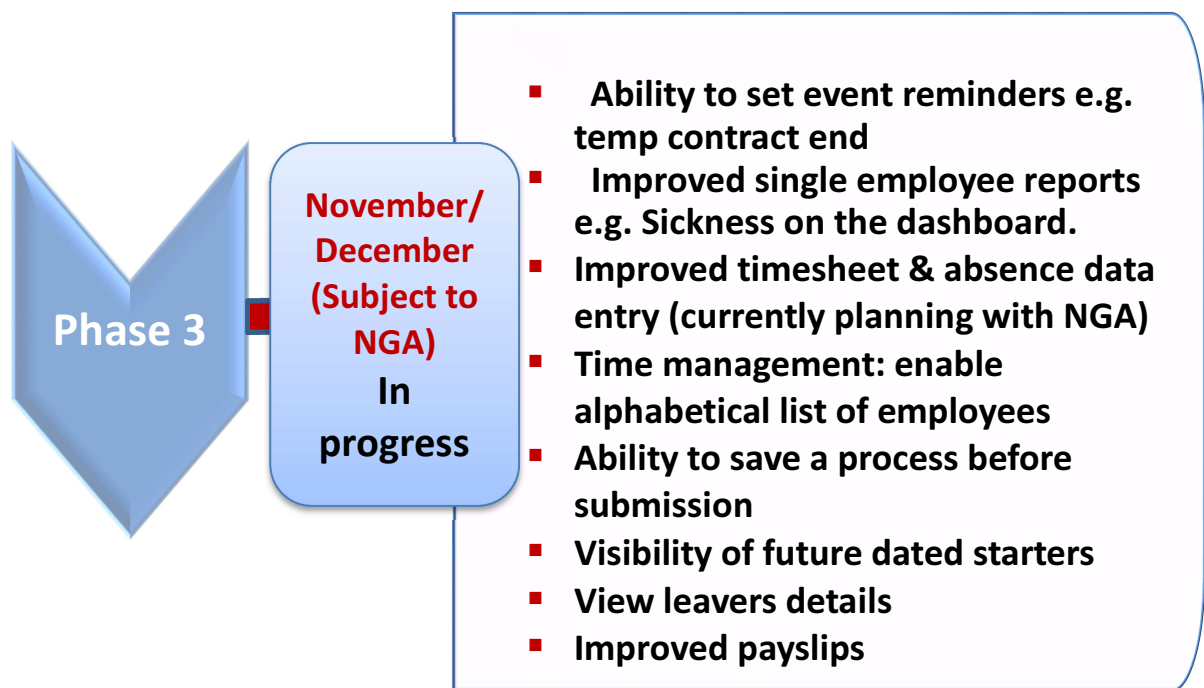 Phase 3
November/
December
(Subject to
NGA)
In
progress
▪ Ability to set event reminders e.g.
temp contract end
▪ Improved single employee reports
e.g. Sickness on the dashboard.
▪ Improved timesheet & absence data
entry (currently planning with NGA)
▪ Time management: enable
alphabetical list of employees
▪ Ability to save a process before
submission
▪ Visibility of future dated starters
▪ View leavers details
▪ Improved payslips